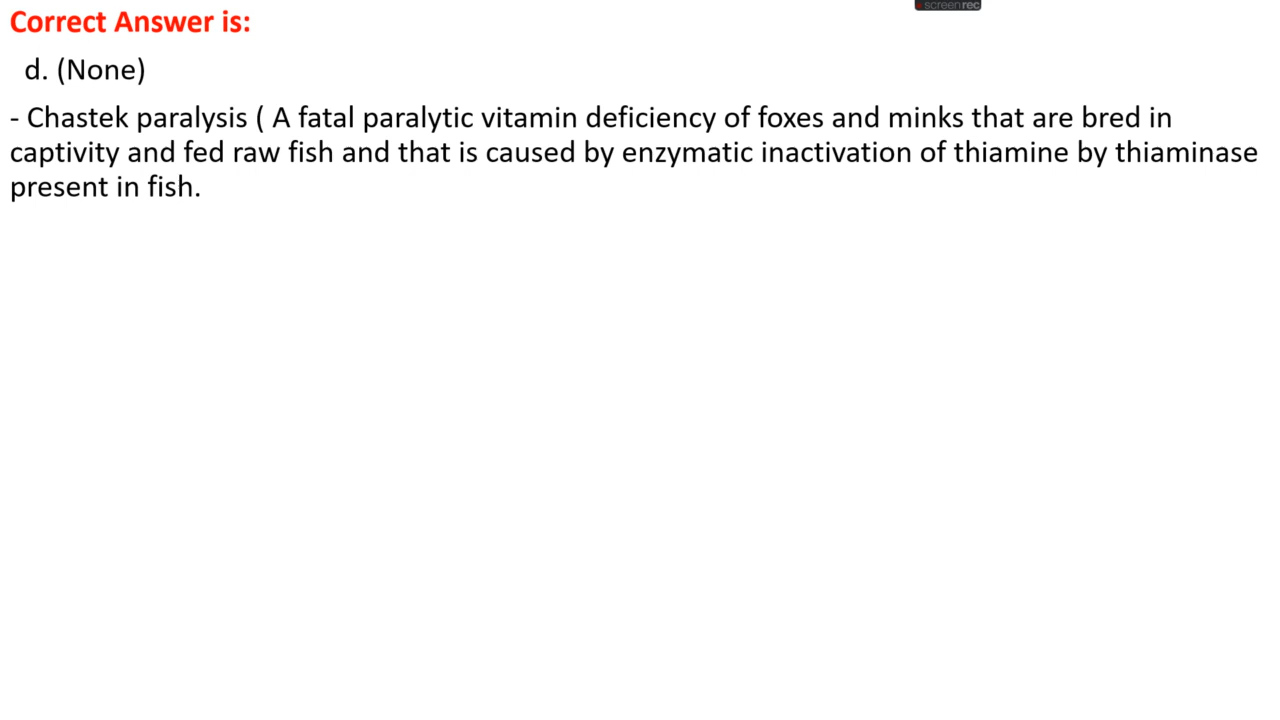 screenrec
Correct Answer is:
d. (None)
- Chastek paralysis ( A fatal paralytic vitamin deficiency of foxes and minks that are bred in
captivity and fed raw fish and that is caused by enzymatic inactivation of thiamine by thiaminase
present in fish.